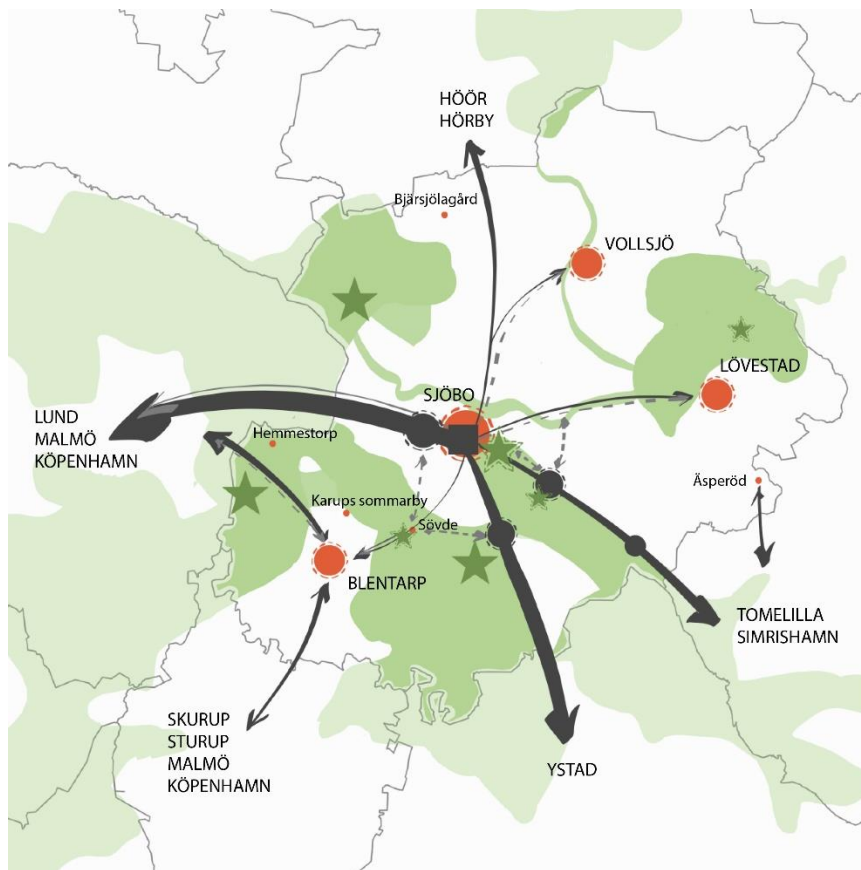 HÖÖR
HÖRBY
Bjärsjölagård
VOLLSJÖ
LÖVESTAD
SJÖBO
LUND
MALMÖ
KÖPENHAMN
Hemmestorp
Äsperöd
Karups sommarby
Sövde
BLENTARP
TOMELILLA
SIMRISHAMN
SKURUP
STURUP
MALMÖ
KÖPENHAMN
YSTAD